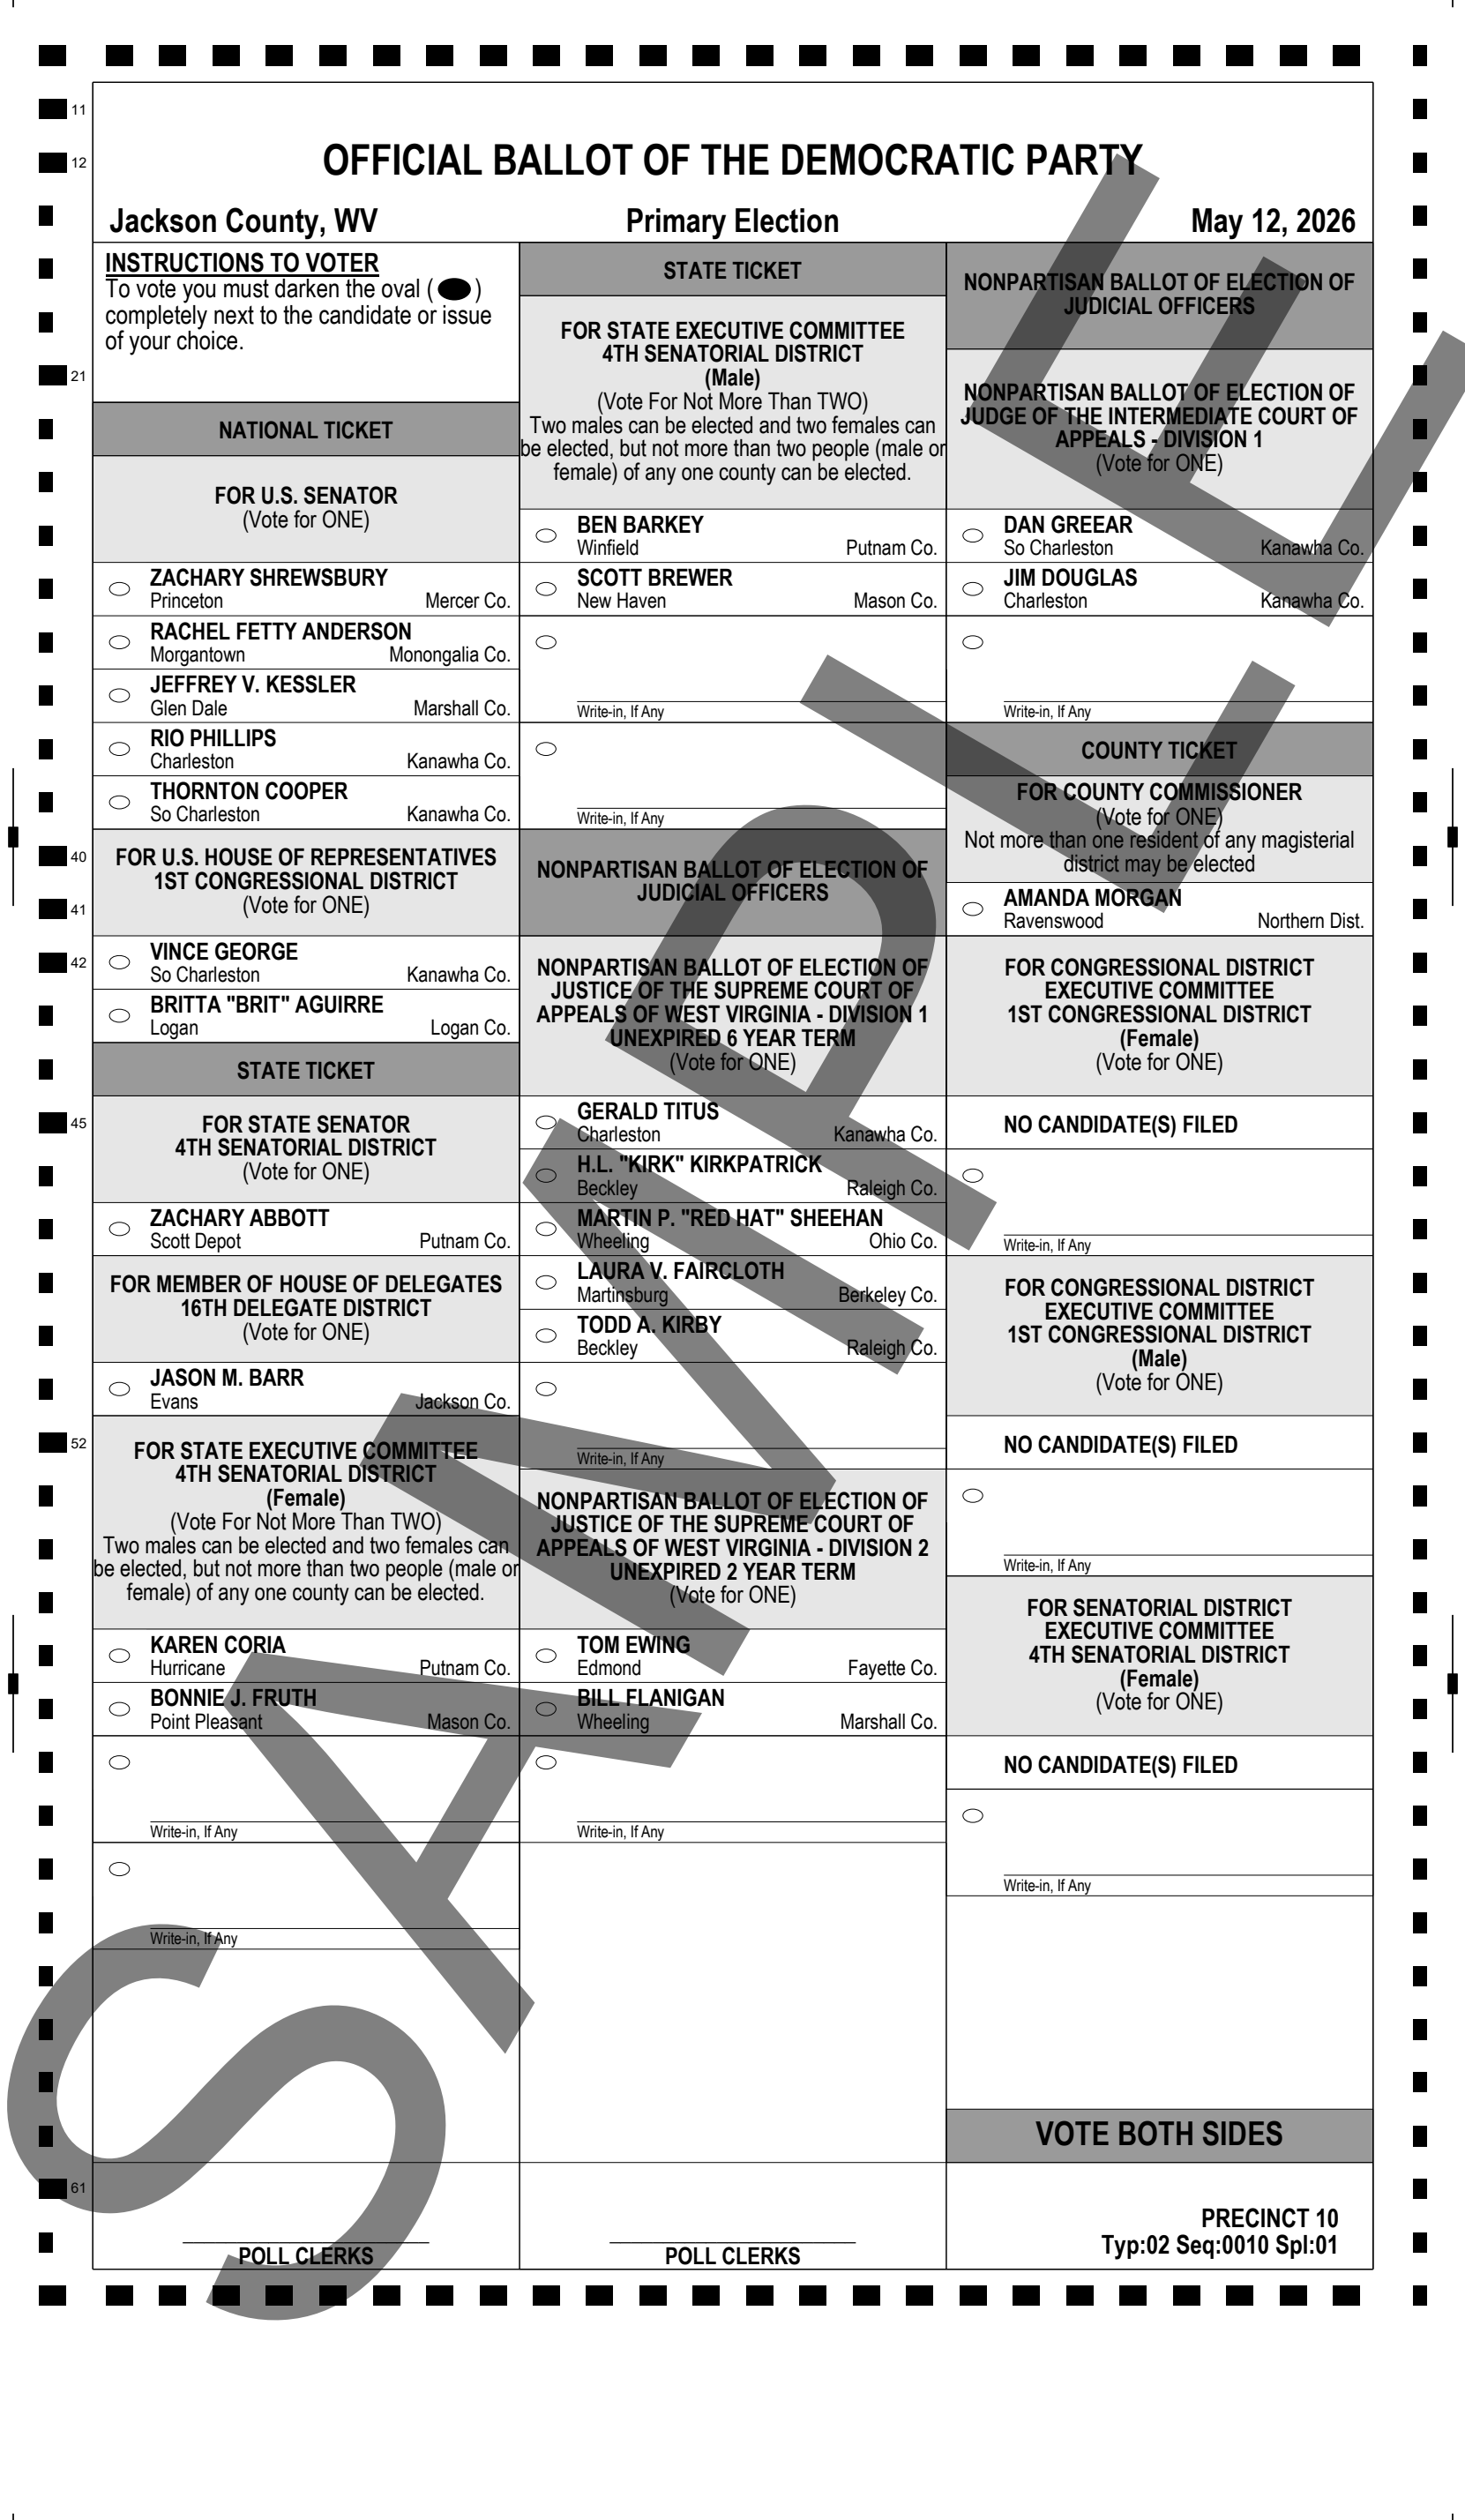 OFFICIAL BALLOT OF THE DEMOCRATIC PARTY
Jackson County, WV Primary Election May 12, 2026
11
12
21
40
41
42
45
52
61
INSTRUCTIONS TO VOTER
To vote you must darken the oval ( )
completely next to the candidate or issue
of your choice.
NATIONAL TICKET
FOR U.S. SENATOR
(Vote for ONE)
ZACHARY SHREWSBURY
Princeton Mercer Co.
RACHEL FETTY ANDERSON
Morgantown Monongalia Co.
JEFFREY V. KESSLER
Glen Dale Marshall Co.
RIO PHILLIPS
Charleston Kanawha Co.
THORNTON COOPER
So Charleston Kanawha Co.
FOR U.S. HOUSE OF REPRESENTATIVES
1ST CONGRESSIONAL DISTRICT
(Vote for ONE)
VINCE GEORGE
So Charleston Kanawha Co.
BRITTA "BRIT" AGUIRRE
Logan Logan Co.
STATE TICKET
FOR STATE SENATOR
4TH SENATORIAL DISTRICT
(Vote for ONE)
ZACHARY ABBOTT
Scott Depot Putnam Co.
FOR MEMBER OF HOUSE OF DELEGATES
16TH DELEGATE DISTRICT
(Vote for ONE)
JASON M. BARR
Evans Jackson Co.
FOR STATE EXECUTIVE COMMITTEE
4TH SENATORIAL DISTRICT
(Female)
(Vote For Not More Than TWO)
Two males can be elected and two females can
be elected, but not more than two people (male or
female) of any one county can be elected.
KAREN CORIA
Hurricane Putnam Co.
BONNIE J. FRUTH
Point Pleasant Mason Co.
Write-in, If Any
Write-in, If Any
POLL CLERKS
STATE TICKET
FOR STATE EXECUTIVE COMMITTEE
4TH SENATORIAL DISTRICT
(Male)
(Vote For Not More Than TWO)
Two males can be elected and two females can
be elected, but not more than two people (male or
female) of any one county can be elected.
BEN BARKEY
Winfield Putnam Co.
SCOTT BREWER
New Haven Mason Co.
Write-in, If Any
Write-in, If Any
NONPARTISAN BALLOT OF ELECTION OF
JUDICIAL OFFICERS
NONPARTISAN BALLOT OF ELECTION OF
JUSTICE OF THE SUPREME COURT OF
APPEALS OF WEST VIRGINIA - DIVISION 1
UNEXPIRED 6 YEAR TERM
(Vote for ONE)
GERALD TITUS
Charleston Kanawha Co.
H.L. "KIRK" KIRKPATRICK
Beckley Raleigh Co.
MARTIN P. "RED HAT" SHEEHAN
Wheeling Ohio Co.
LAURA V. FAIRCLOTH
Martinsburg Berkeley Co.
TODD A. KIRBY
Beckley Raleigh Co.
Write-in, If Any
NONPARTISAN BALLOT OF ELECTION OF
JUSTICE OF THE SUPREME COURT OF
APPEALS OF WEST VIRGINIA - DIVISION 2
UNEXPIRED 2 YEAR TERM
(Vote for ONE)
TOM EWING
Edmond Fayette Co.
BILL FLANIGAN
Wheeling Marshall Co.
Write-in, If Any
POLL CLERKS
NONPARTISAN BALLOT OF ELECTION OF
JUDICIAL OFFICERS
NONPARTISAN BALLOT OF ELECTION OF
JUDGE OF THE INTERMEDIATE COURT OF
APPEALS - DIVISION 1
(Vote for ONE)
DAN GREEAR
So Charleston Kanawha Co.
JIM DOUGLAS
Charleston Kanawha Co.
Write-in, If Any
COUNTY TICKET
FOR COUNTY COMMISSIONER
(Vote for ONE)
Not more than one resident of any magisterial
district may be elected
AMANDA MORGAN
Ravenswood Northern Dist.
FOR CONGRESSIONAL DISTRICT
EXECUTIVE COMMITTEE
1ST CONGRESSIONAL DISTRICT
(Female)
(Vote for ONE)
NO CANDIDATE(S) FILED
Write-in, If Any
FOR CONGRESSIONAL DISTRICT
EXECUTIVE COMMITTEE
1ST CONGRESSIONAL DISTRICT
(Male)
(Vote for ONE)
NO CANDIDATE(S) FILED
Write-in, If Any
FOR SENATORIAL DISTRICT
EXECUTIVE COMMITTEE
4TH SENATORIAL DISTRICT
(Female)
(Vote for ONE)
NO CANDIDATE(S) FILED
Write-in, If Any
VOTE BOTH SIDES
PRECINCT 10
Typ:02 Seq:0010 Spl:01
SAMPLE